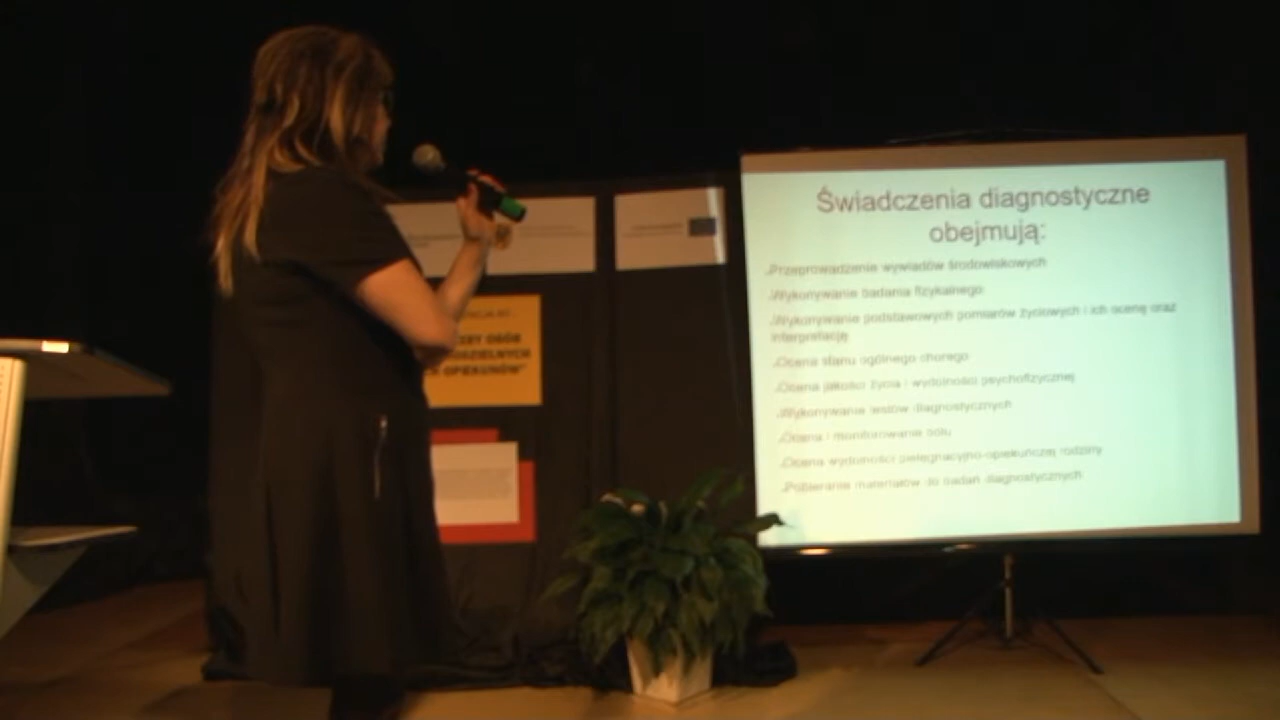 Świadczenia diagnostyczne
obejmują:
Przeprowadzenie wywiadów środowiskowych
Wykonywanie badania fizykalnego
Wykonywanie podstawowych pomiarów życiowych i ich ocenę oraz
interpretację
Ocena stanu ogólnego chorego
Ocena jakości życia i wydolności psychofizycznej
Wykonywanie testów diagnostycznych
Ocena i monitorowanie bólu
Ocena wydolności pielęgnacyjno-opiekuńczej rodziny
Pobieranie materiałów do badań diagnostycznych
OSÓB
OPIEKUNÓW"